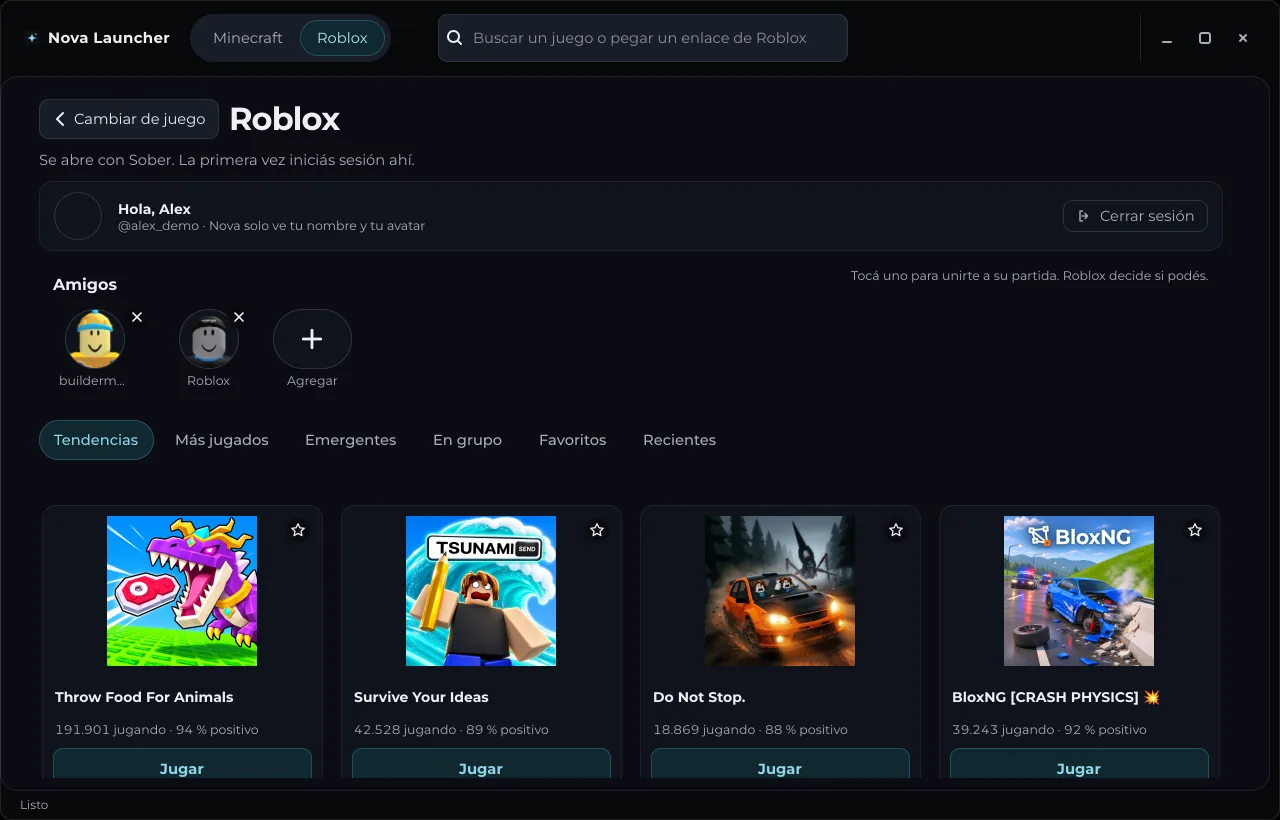 Nova Launcher
Minecraft
Roblox
Buscar un juego o pegar un enlace de Roblox
Cambiar de juego
Roblox
Se abre con Sober. La primera vez iniciás sesión ahí.
Hola, Alex
@alex_demo · Nova solo ve tu nombre y tu avatar
Cerrar sesión
Amigos
Tocá uno para unirte a su partida. Roblox decide si podés.
builderm...
Roblox
Agregar
Tendencias
Más jugados
Emergentes
En grupo
Favoritos
Recientes
TSUNAMI
SEND
BloxNG
Throw Food For Animals
Survive Your Ideas
Do Not Stop.
BloxNG [CRASH PHYSICS] 💥
191.901 jugando · 94 % positivo
42.528 jugando · 89 % positivo
18.869 jugando · 88 % positivo
39.243 jugando · 92 % positivo
Jugar
Jugar
Jugar
Jugar
Listo